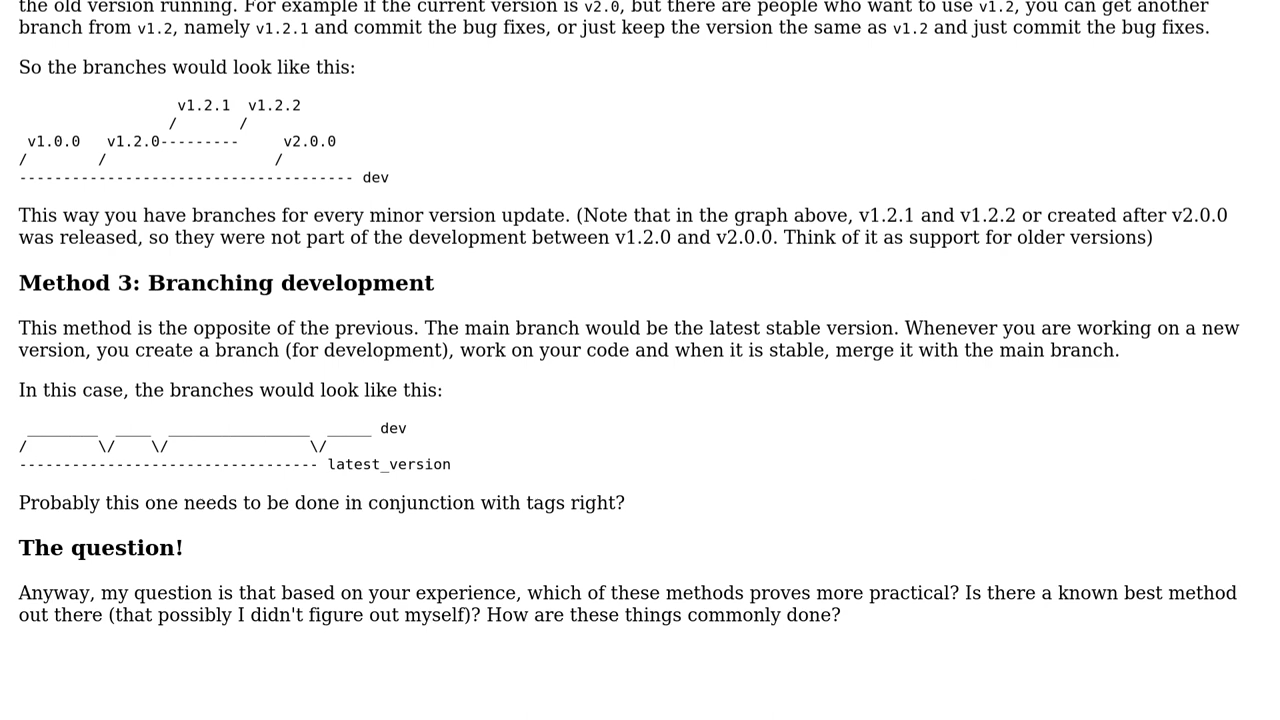 the old version running. For example if the current version is v2.0, but there are people who want to use v1.2, you can get another
branch from v1.2, namely v1.2.1 and commit the bug fixes, or just keep the version the same as v1.2 and just commit the bug fixes.
So the branches would look like this:
                  v1.2.1  v1.2.2
                 /       /
 v1.0.0   v1.2.0---------     v2.0.0
/        /                   /
-------------------------------------- dev
This way you have branches for every minor version update. (Note that in the graph above, v1.2.1 and v1.2.2 or created after v2.0.0
was released, so they were not part of the development between v1.2.0 and v2.0.0. Think of it as support for older versions)
Method 3: Branching development
This method is the opposite of the previous. The main branch would be the latest stable version. Whenever you are working on a new
version, you create a branch (for development), work on your code and when it is stable, merge it with the main branch.
In this case, the branches would look like this:
 ________  ____  ________________  _____ dev
/        \/    \/                \/
---------------------------------- latest_version
Probably this one needs to be done in conjunction with tags right?
The question!
Anyway, my question is that based on your experience, which of these methods proves more practical? Is there a known best method
out there (that possibly I didn't figure out myself)? How are these things commonly done?